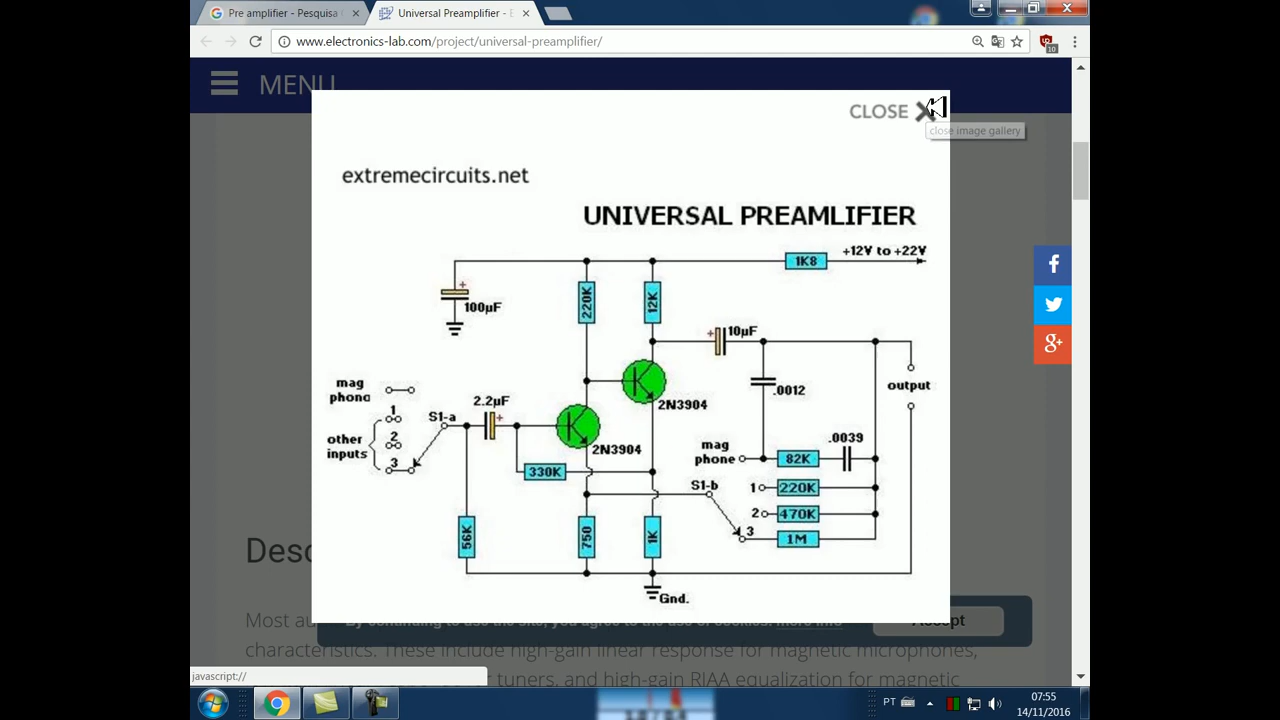 Pre amplifier - Pesquisa
Universal Preamplifier - E
www.electronics-lab.com/project/universal-preamplifier/
10
MENU
CLOSE
close image gallery
extremecircuits.net
UNIVERSAL PREAMLIFIER
+12V to +22V
1K8
220K
12K
100µF
10µF
.0012
output
2N3904
mag
phono
2.2µF
1
S1-a
other
inputs
2
3
2N3904
330K
mag
phone
82K
.0039
S1-b
1
220K
2
470K
3
1M
56K
750
1K
Gnd.
Desc
Most au
By continuing to use the site, you agree to the use of cookies. more info
Accept
characteristics. These include high-gain linear response for magnetic microphones,
tuners, and high-gain RIAA equalization for magnetic
javascript://
PT
07:55
14/11/2016